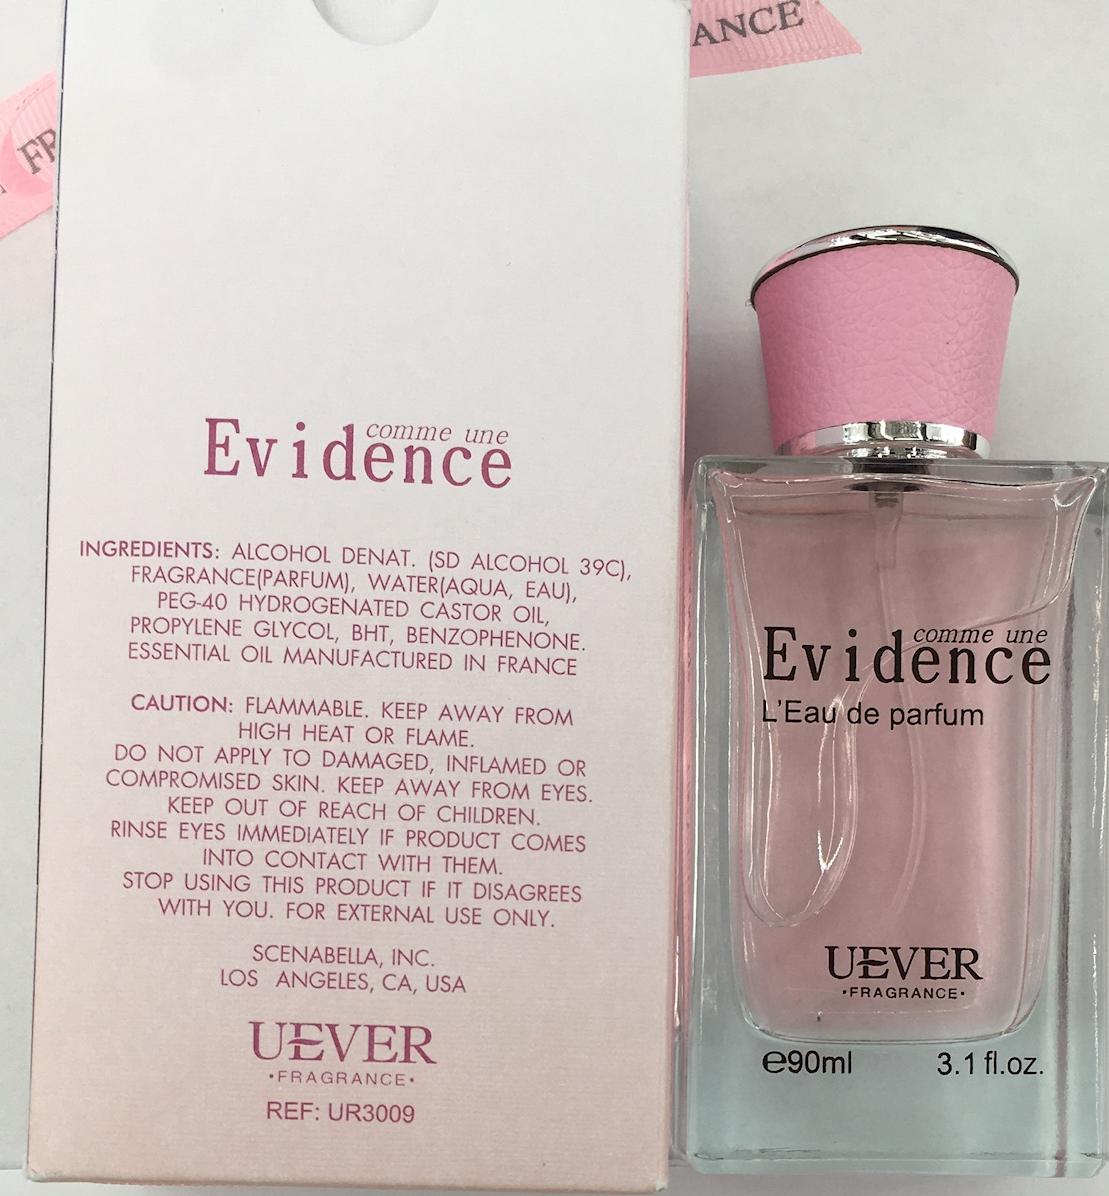 ANCE
FR
comme une
Evidence
INGREDIENTS: ALCOHOL DENAT. (SD ALCOHOL 39C),
FRAGRANCE(PARFUM), WATER(AQUA, EAU),
PEG-40 HYDROGENATED CASTOR OIL,
PROPYLENE GLYCOL, BHT, BENZOPHENONE.
ESSENTIAL OIL MANUFACTURED IN FRANCE
CAUTION: FLAMMABLE. KEEP AWAY FROM
HIGH HEAT OR FLAME.
DO NOT APPLY TO DAMAGED, INFLAMED OR
COMPROMISED SKIN. KEEP AWAY FROM EYES.
KEEP OUT OF REACH OF CHILDREN.
RINSE EYES IMMEDIATELY IF PRODUCT COMES
INTO CONTACT WITH THEM.
STOP USING THIS PRODUCT IF IT DISAGREES
WITH YOU. FOR EXTERNAL USE ONLY.
SCENABELLA, INC.
LOS ANGELES, CA, USA
UEVER
•FRAGRANCE•
REF: UR3009
comme une
Evidence
L'Eau de parfum
UEVER
•FRAGRANCE•
e90ml 3.1 fl.oz.